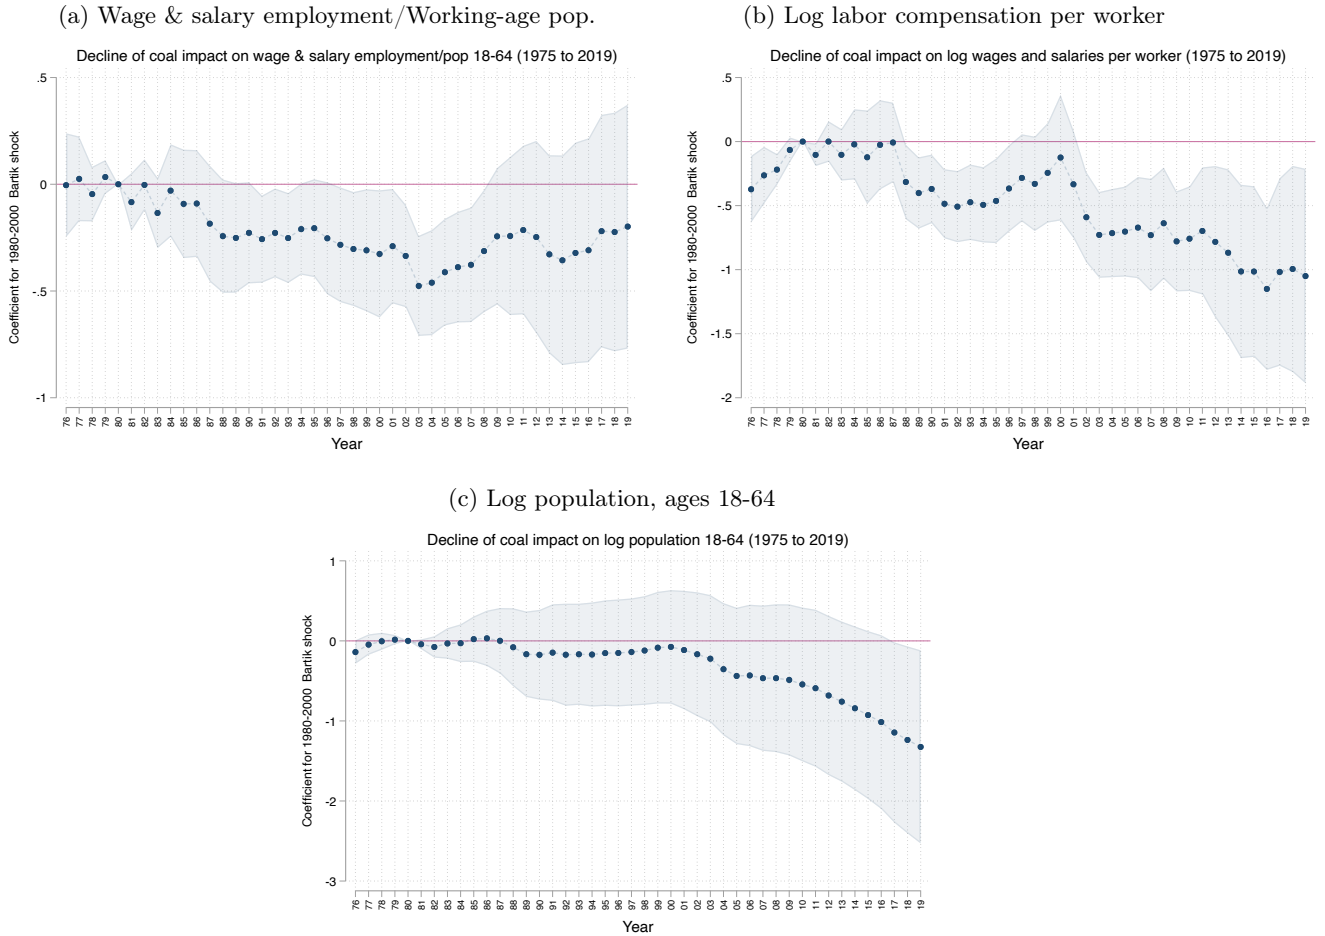 (a) Wage & salary employment/Working-age pop.
Decline of coal impact on wage & salary employment/pop 18-64 (1975 to 2019)
Coefficient for 1980-2000 Bartik shock
.5
0
-.5
-1
76 77 78 79 80 81 82 83 84 85 86 87 88 89 90 91 92 93 94 95 96 97 98 99 00 01 02 03 04 05 06 07 08 09 10 11 12 13 14 15 16 17 18 19
Year
(b) Log labor compensation per worker
Decline of coal impact on log wages and salaries per worker (1975 to 2019)
Coefficient for 1980-2000 Bartik shock
.5
0
-.5
-1
-1.5
-2
76 77 78 79 80 81 82 83 84 85 86 87 88 89 90 91 92 93 94 95 96 97 98 99 00 01 02 03 04 05 06 07 08 09 10 11 12 13 14 15 16 17 18 19
Year
(c) Log population, ages 18-64
Decline of coal impact on log population 18-64 (1975 to 2019)
Coefficient for 1980-2000 Bartik shock
1
0
-1
-2
-3
76 77 78 79 80 81 82 83 84 85 86 87 88 89 90 91 92 93 94 95 96 97 98 99 00 01 02 03 04 05 06 07 08 09 10 11 12 13 14 15 16 17 18 19
Year